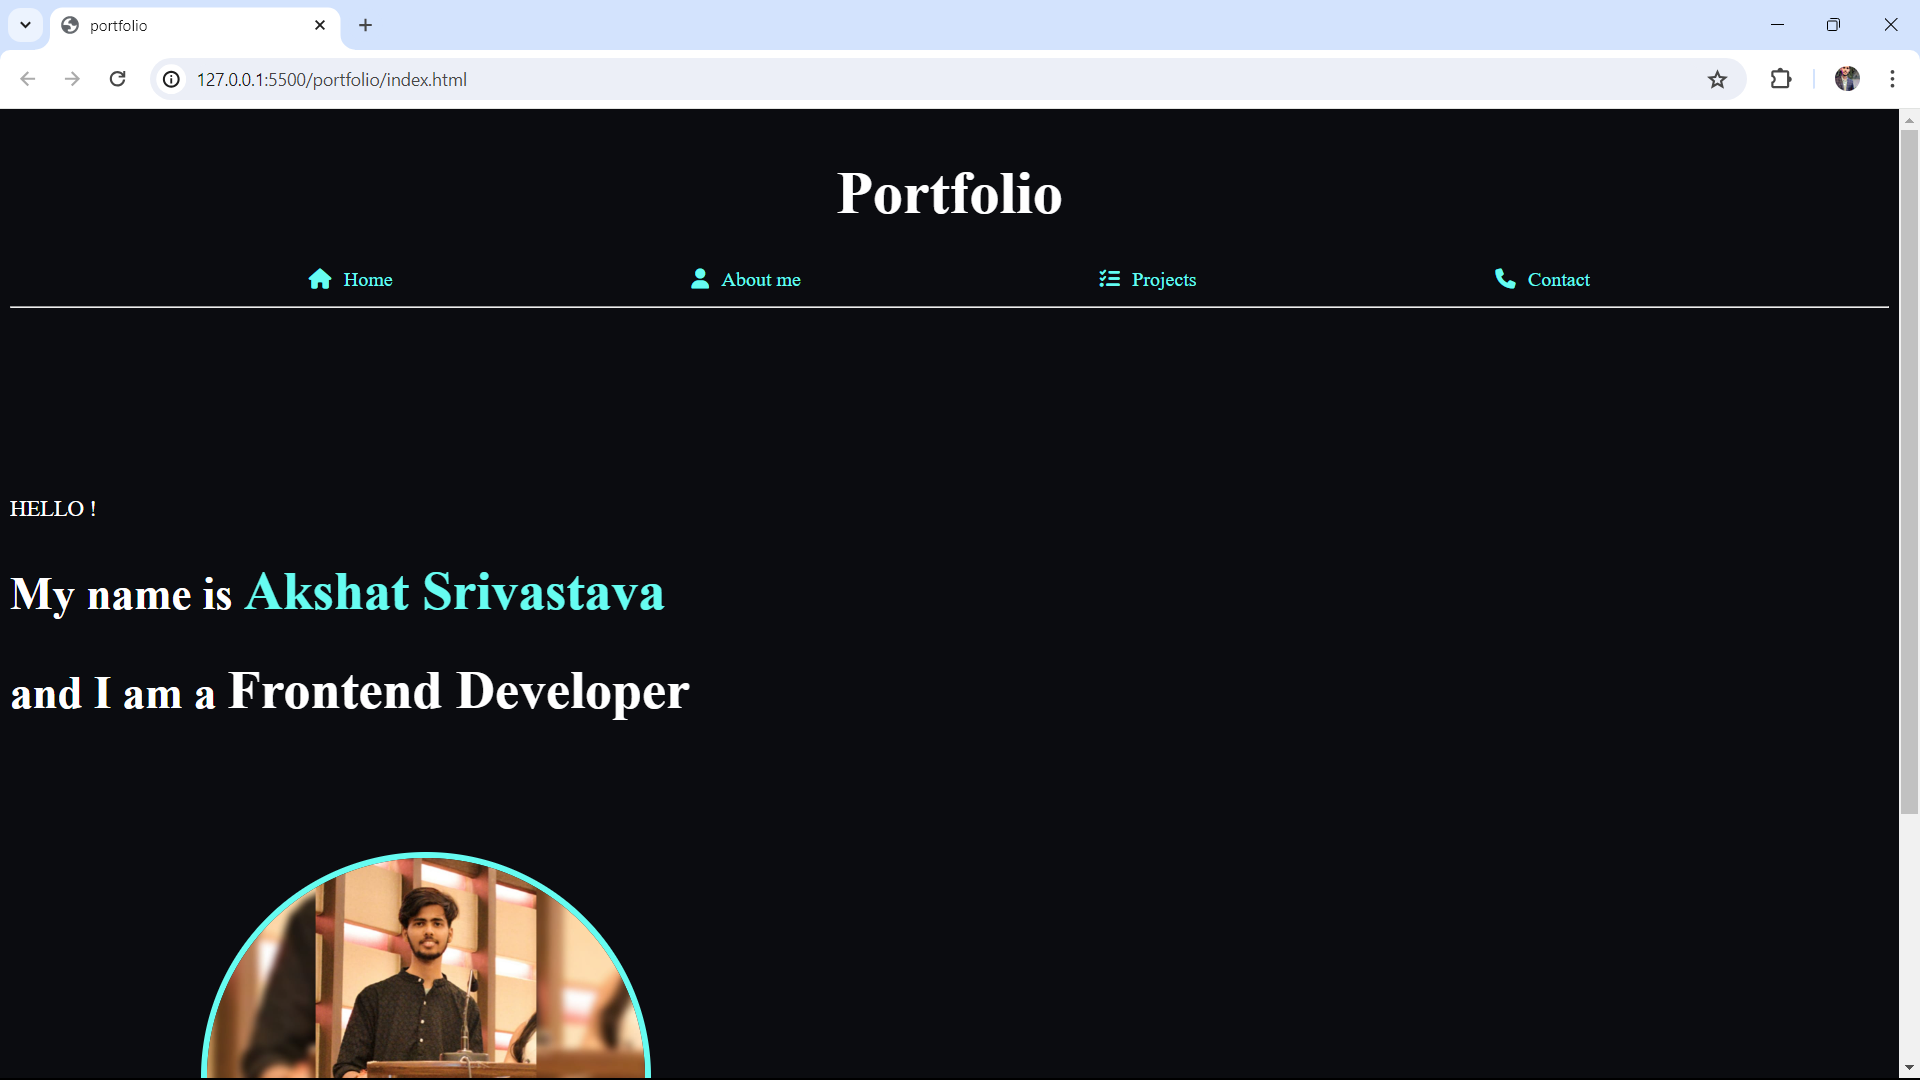 portfolio
127.0.0.1:5500/portfolio/index.html
Portfolio
Home About me Projects Contact
HELLO !
My name is Akshat Srivastava
and I am a Frontend Developer